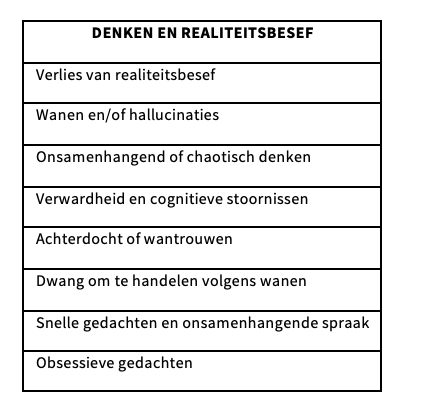 DENKEN EN REALITEITSBESEF
Verlies van realiteitsbesef
Wanen en/of hallucinaties
Onsamenhangend of chaotisch denken
Verwardheid en cognitieve stoornissen
Achterdocht of wantrouwen
Dwang om te handelen volgens wanen
Snelle gedachten en onsamenhangende spraak
Obsessieve gedachten